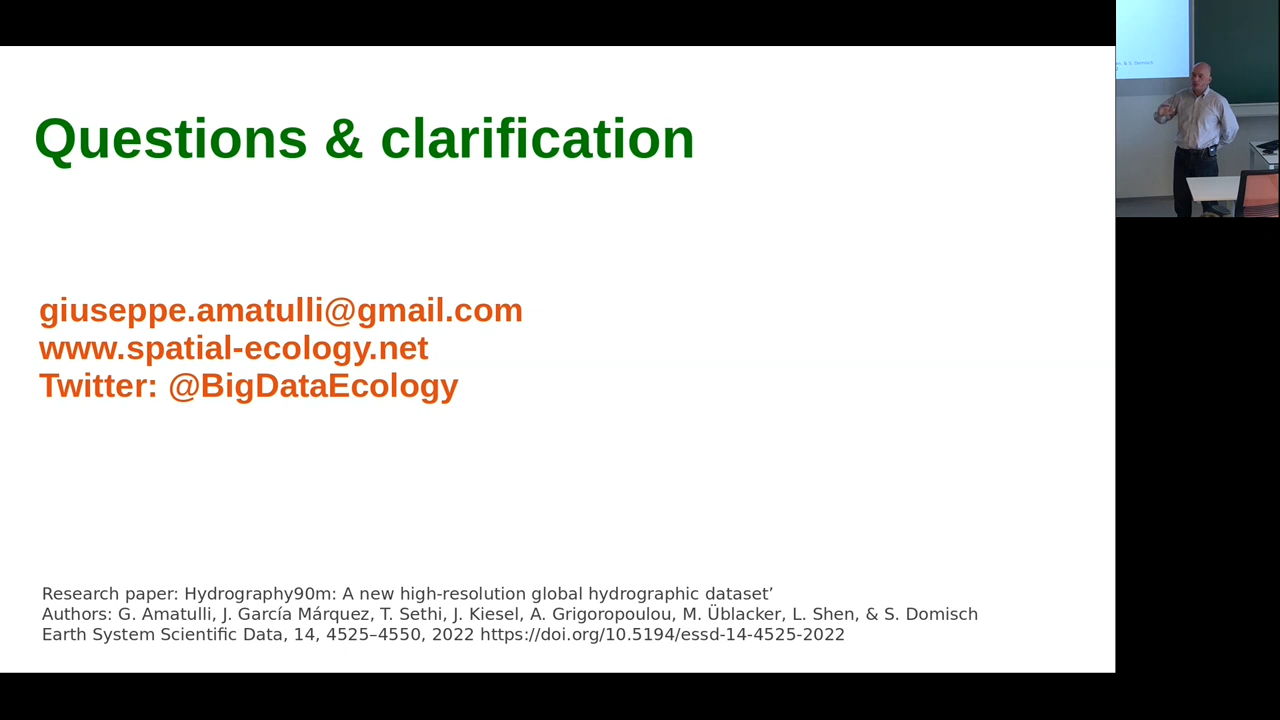 Questions & clarification
giuseppe.amatulli@gmail.com
www.spatial-ecology.net
Twitter: @BigDataEcology
Research paper: Hydrography90m: A new high-resolution global hydrographic dataset’
Authors: G. Amatulli, J. García Márquez, T. Sethi, J. Kiesel, A. Grigoropoulou, M. Üblacker, L. Shen, & S. Domisch
Earth System Scientific Data, 14, 4525–4550, 2022 https://doi.org/10.5194/essd-14-4525-2022
& S. Domisch